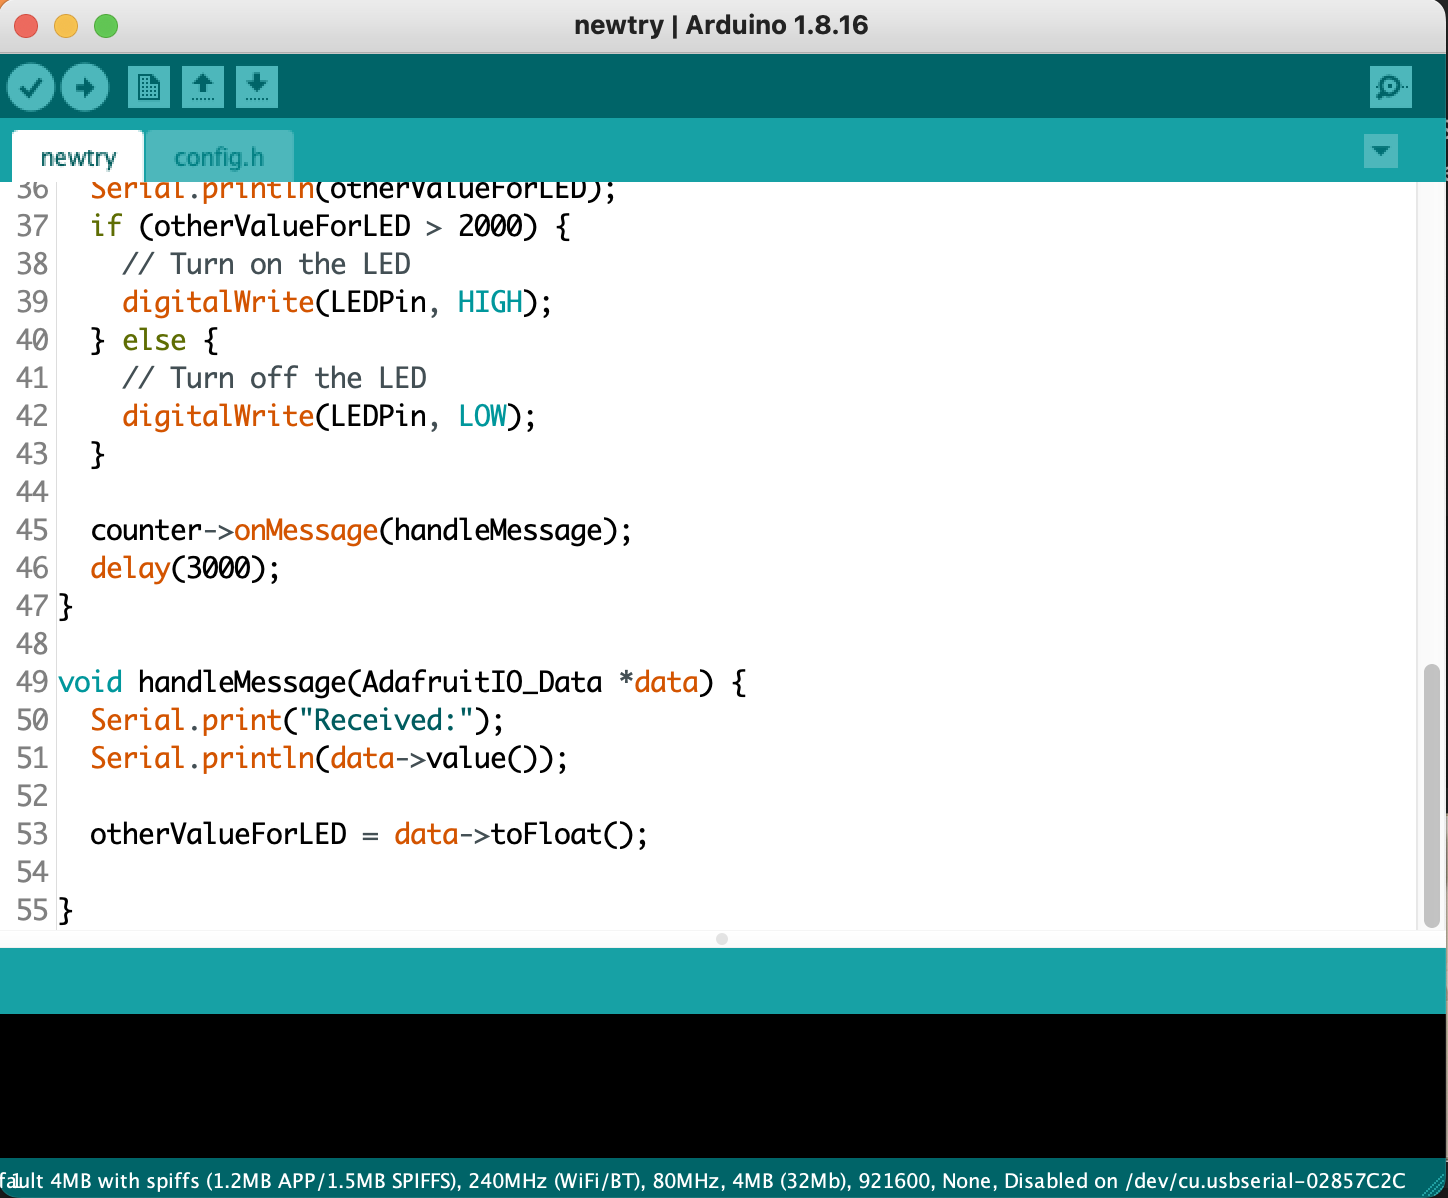 newtry | Arduino 1.8.16
newtry config.h
36 Serial.println(otherValueForLED);
37 if (otherValueForLED > 2000) {
38 // Turn on the LED
39 digitalWrite(LEDPin, HIGH);
40 } else {
41 // Turn off the LED
42 digitalWrite(LEDPin, LOW);
43 }
44
45 counter->onMessage(handleMessage);
46 delay(3000);
47 }
48
49 void handleMessage(AdafruitIO_Data *data) {
50 Serial.print("Received:");
51 Serial.println(data->value());
52
53 otherValueForLED = data->toFloat();
54
55 }
fault 4MB with spiffs (1.2MB APP/1.5MB SPIFFS), 240MHz (WiFi/BT), 80MHz, 4MB (32Mb), 921600, None, Disabled on /dev/cu.usbserial-02857C2C